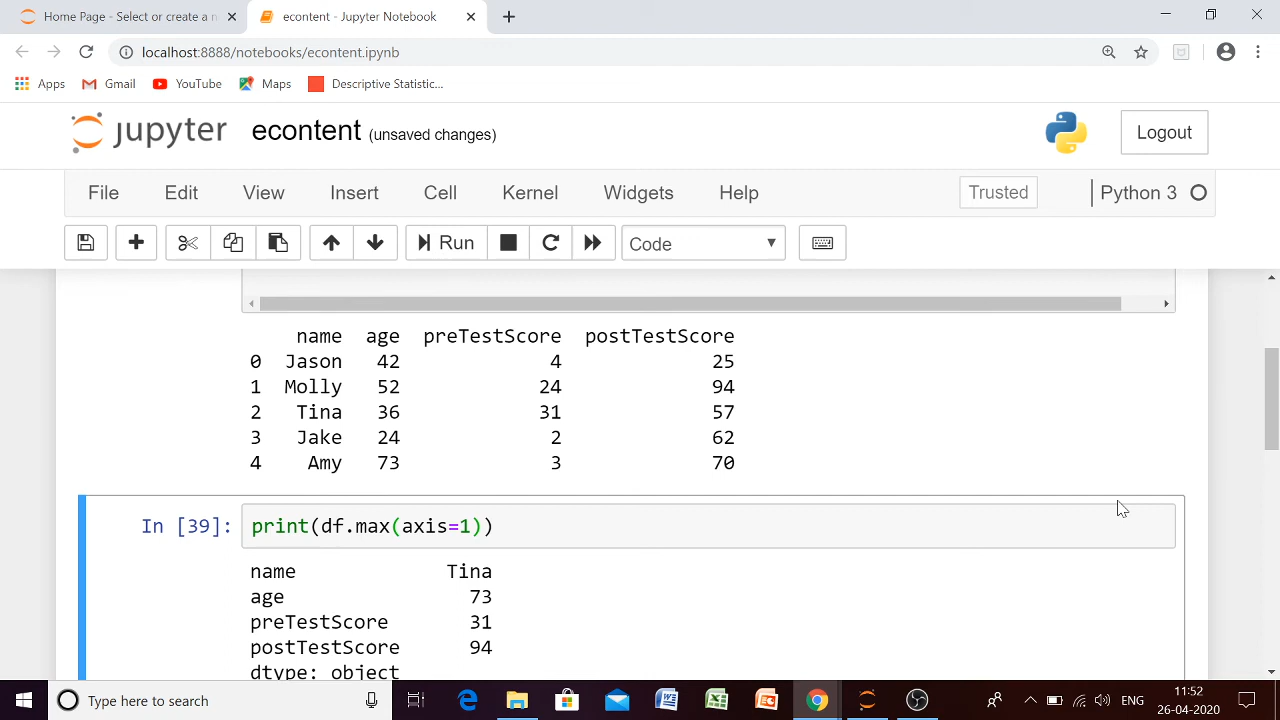 Home Page - Select or create a n
econtent - Jupyter Notebook
localhost:8888/notebooks/econtent.ipynb
Apps Gmail YouTube Maps Descriptive Statistic...
jupyter econtent (unsaved changes) Logout
File Edit View Insert Cell Kernel Widgets Help Trusted Python 3
Run Code
name age preTestScore postTestScore
0 Jason 42 4 25
1 Molly 52 24 94
2 Tina 36 31 57
3 Jake 24 2 62
4 Amy 73 3 70
In [39]: print(df.max(axis=1))
name Tina
age 73
preTestScore 31
postTestScore 94
dtype: object
Type here to search
ENG
11:52
26-04-2020